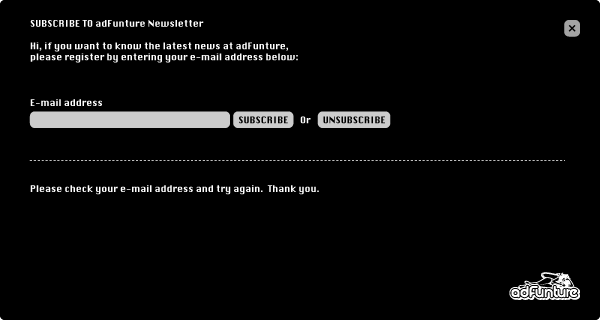 SUBSCRIBE TO adFunture Newsletter
Hi, if you want to know the latest news at adFunture,
please register by entering your e-mail address below:
E-mail address
SUBSCRIBE Or UNSUBSCRIBE
Please check your e-mail address and try again. Thank you.
adFunture